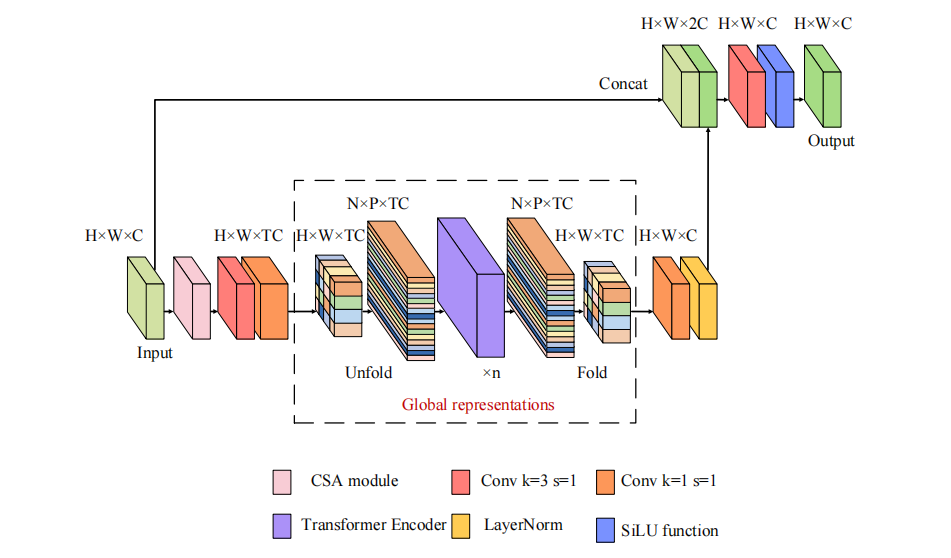 H×W×2C H×W×C H×W×C
Concat
Output
N×P×TC N×P×TC
H×W×C H×W×TC H×W×TC H×W×TC H×W×C
Input
Unfold ×n Fold
Global representations
CSA module Conv k=3 s=1 Conv k=1 s=1
Transformer Encoder LayerNorm SiLU function